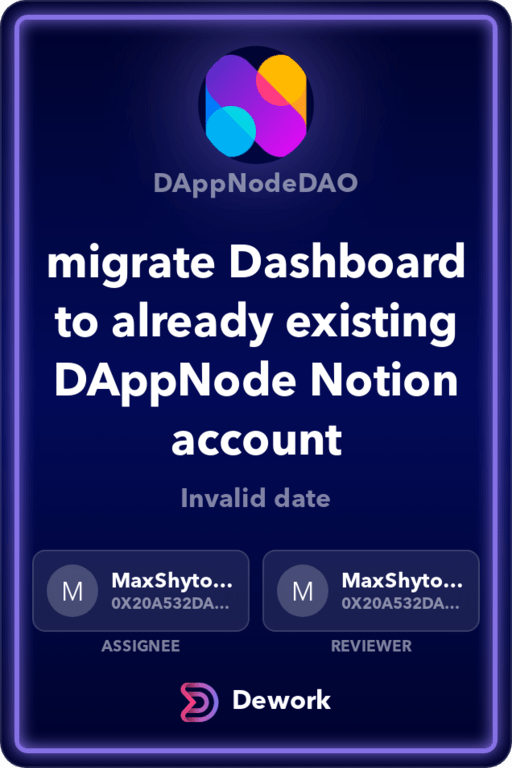 DAppNodeDAO
migrate Dashboard
to already existing
DAppNode Notion
account
Invalid date
M
MaxShyto...
0X20A532DA...
M
MaxShyto...
0X20A532DA...
ASSIGNEE
REVIEWER
Dework